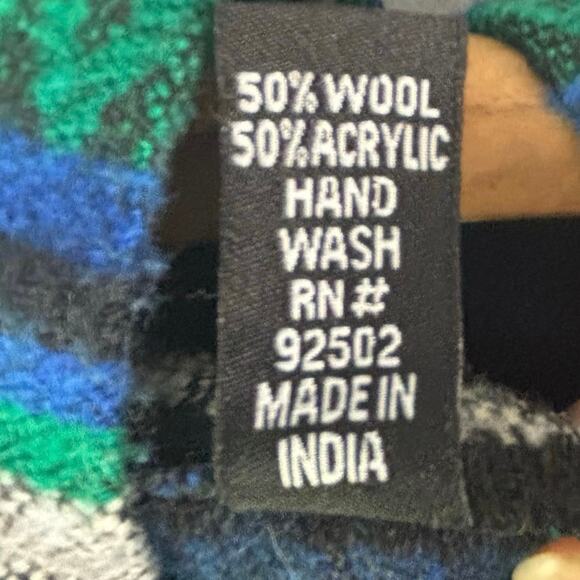 50% WOOL
50% ACRYLIC
HAND
WASH
RN#
92502
MADE IN
INDIA